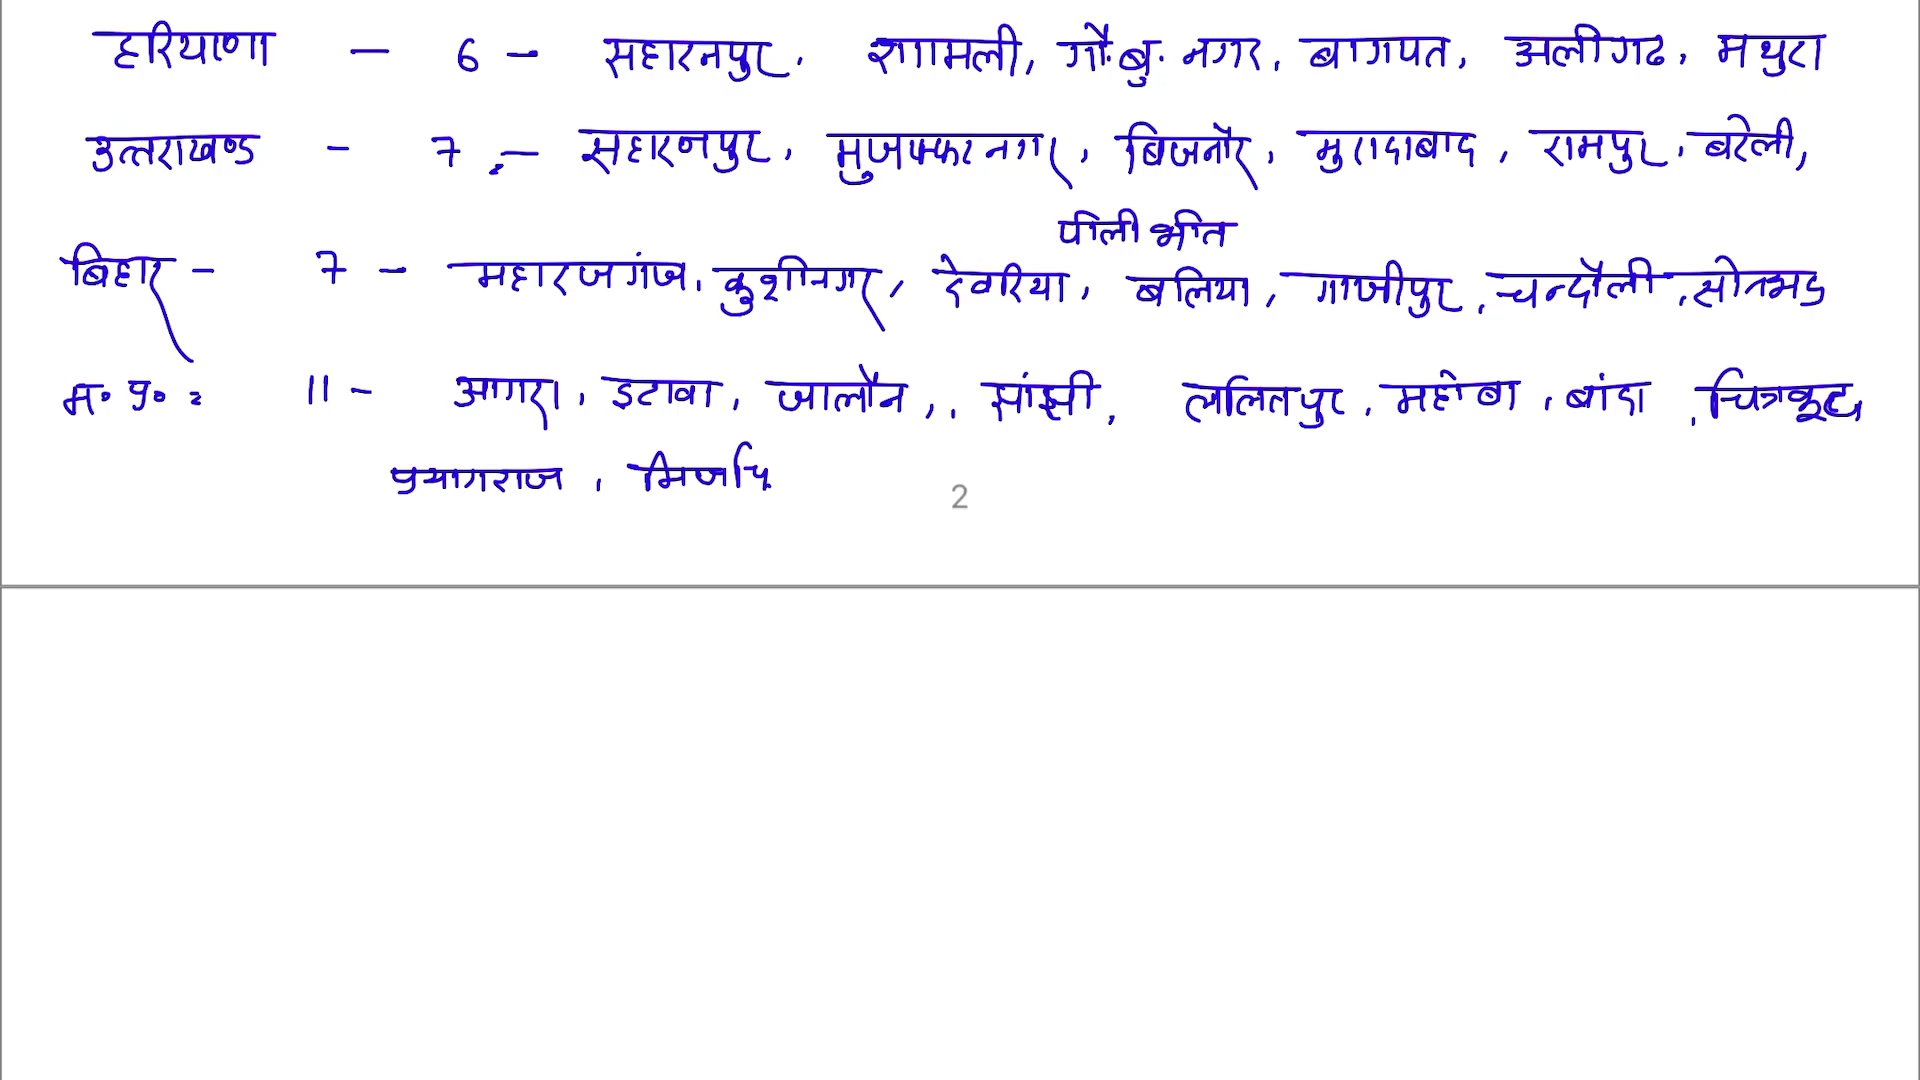 हरियाणा - 6 - सहारनपुर, शामली, गौ.बु. नगर, बागपत, अलीगढ, मथुरा
उत्तराखण्ड - 7 - सहारनपुर, मुजफ्फरनगर, बिजनौर, मुरादाबाद, रामपुर, बरेली,
पीलीभीत
बिहार - 7 - महारजगंज, कुशीनगर, देवरिया, बलिया, गाजीपुर, चन्दौली, सोनभद्र
म० प्र० = 11 - आगरा, इटावा, जालौन, सांझी, ललितपुर, महोबा, बांदा, चित्रकूट,
प्रयागराज, मिर्जापु
2